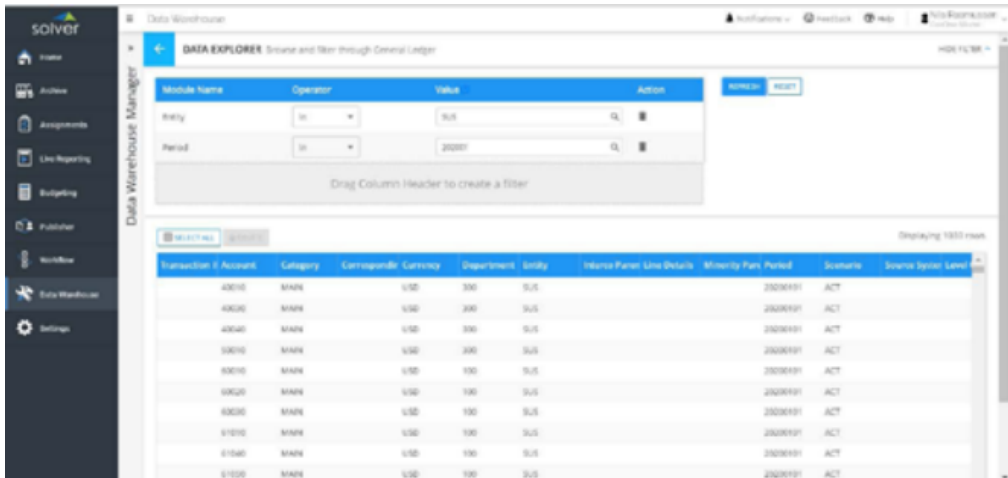 solver
Data Warehouse
Notifications
Feedback
Help
Home
Archive
Assignments
Live Reporting
Budgeting
Publisher
Workflow
Data Warehouse
Settings
Data Warehouse Manager
DATA EXPLORER Browse and filter through General Ledger
HIDE FILTER
Module Name Operator Value Action
REFRESH RESET
Entity In SUS
Period In 202001
Drag Column Header to create a filter
SELECT ALL DELETE
Displaying rows
Account Category Currency Department Entity Line Details Minority Period Scenario Source Level
40010 MAIN USD 300 SUS 20200101 ACT
40030 MAIN USD 300 SUS 20200101 ACT
40040 MAIN USD 300 SUS 20200101 ACT
MAIN USD 300 SUS 20200101 ACT
60010 MAIN USD 100 SUS 20200101 ACT
60020 MAIN USD 100 SUS 20200101 ACT
60030 MAIN USD 100 SUS 20200101 ACT
61010 MAIN USD 100 SUS 20200101 ACT
61040 MAIN USD 100 SUS 20200101 ACT
61050 MAIN USD 100 SUS 20200101 ACT